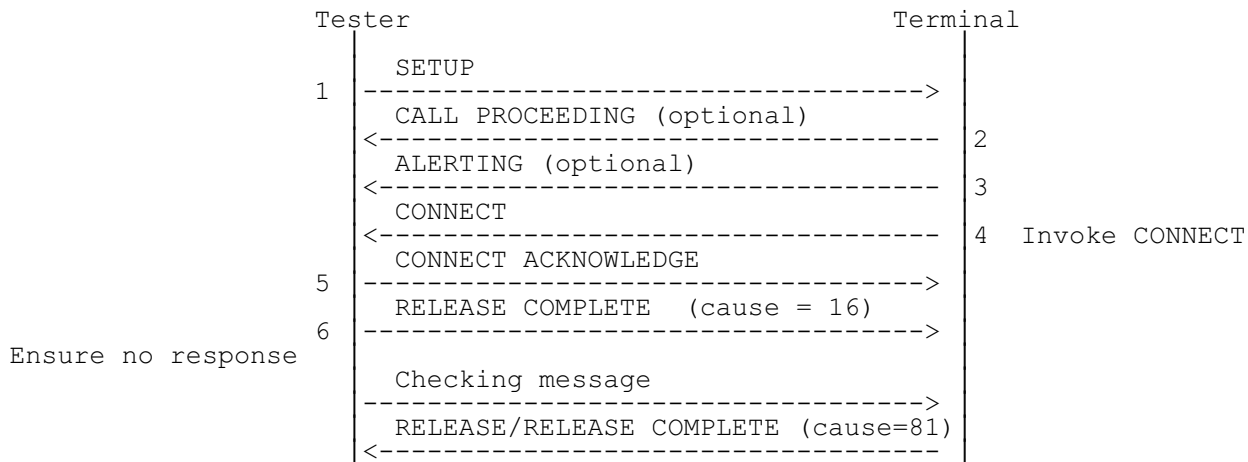 Tester Terminal
SETUP
1 |---------------------------------->
CALL PROCEEDING (optional)
<---------------------------------- 2
ALERTING (optional)
<---------------------------------- 3
CONNECT
<---------------------------------- 4 Invoke CONNECT
CONNECT ACKNOWLEDGE
5 |---------------------------------->
RELEASE COMPLETE (cause = 16)
6 |---------------------------------->
Ensure no response
Checking message
|---------------------------------->
RELEASE/RELEASE COMPLETE (cause=81)
<----------------------------------